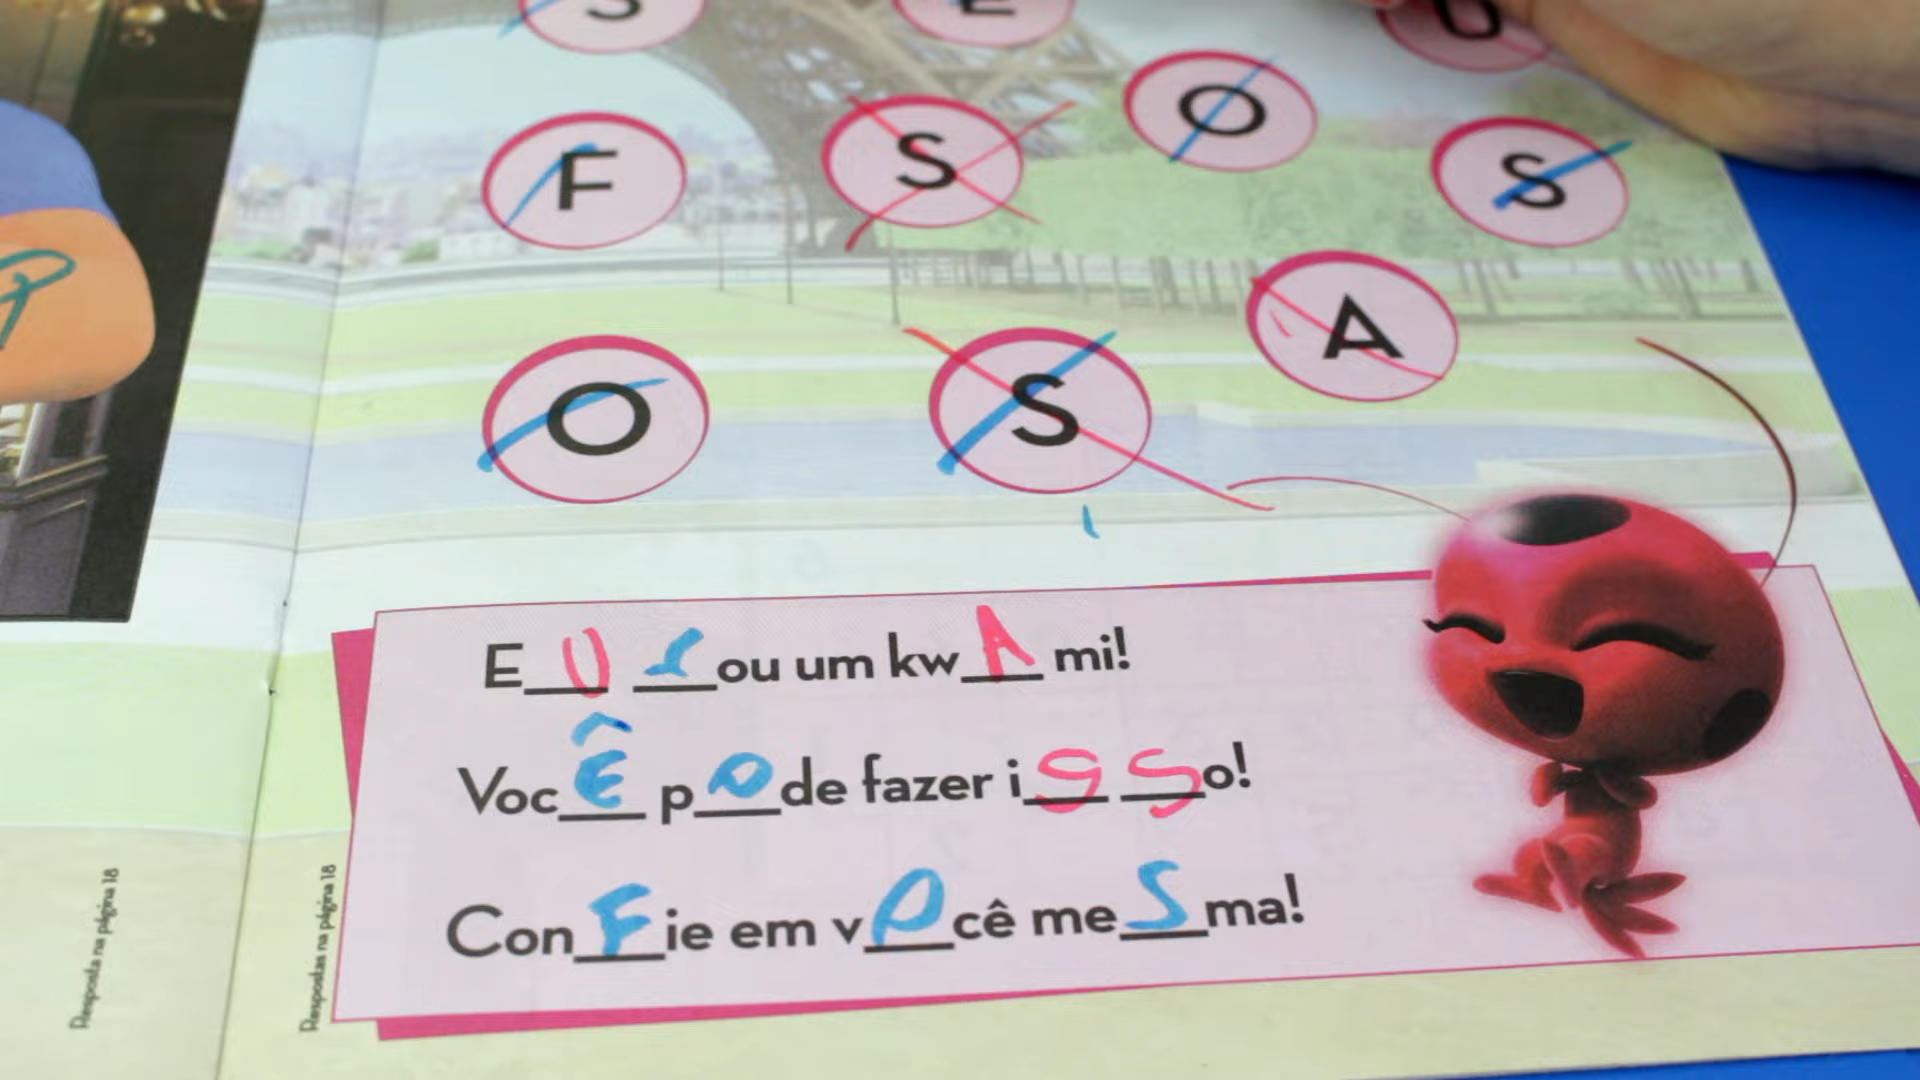 S E U
O
F S S
A
O S
EU Sou um kwAmi!
VocÊ pode fazer iSSo!
ConFie em você meSma!
Resposta na página 18
Respostas na página 18